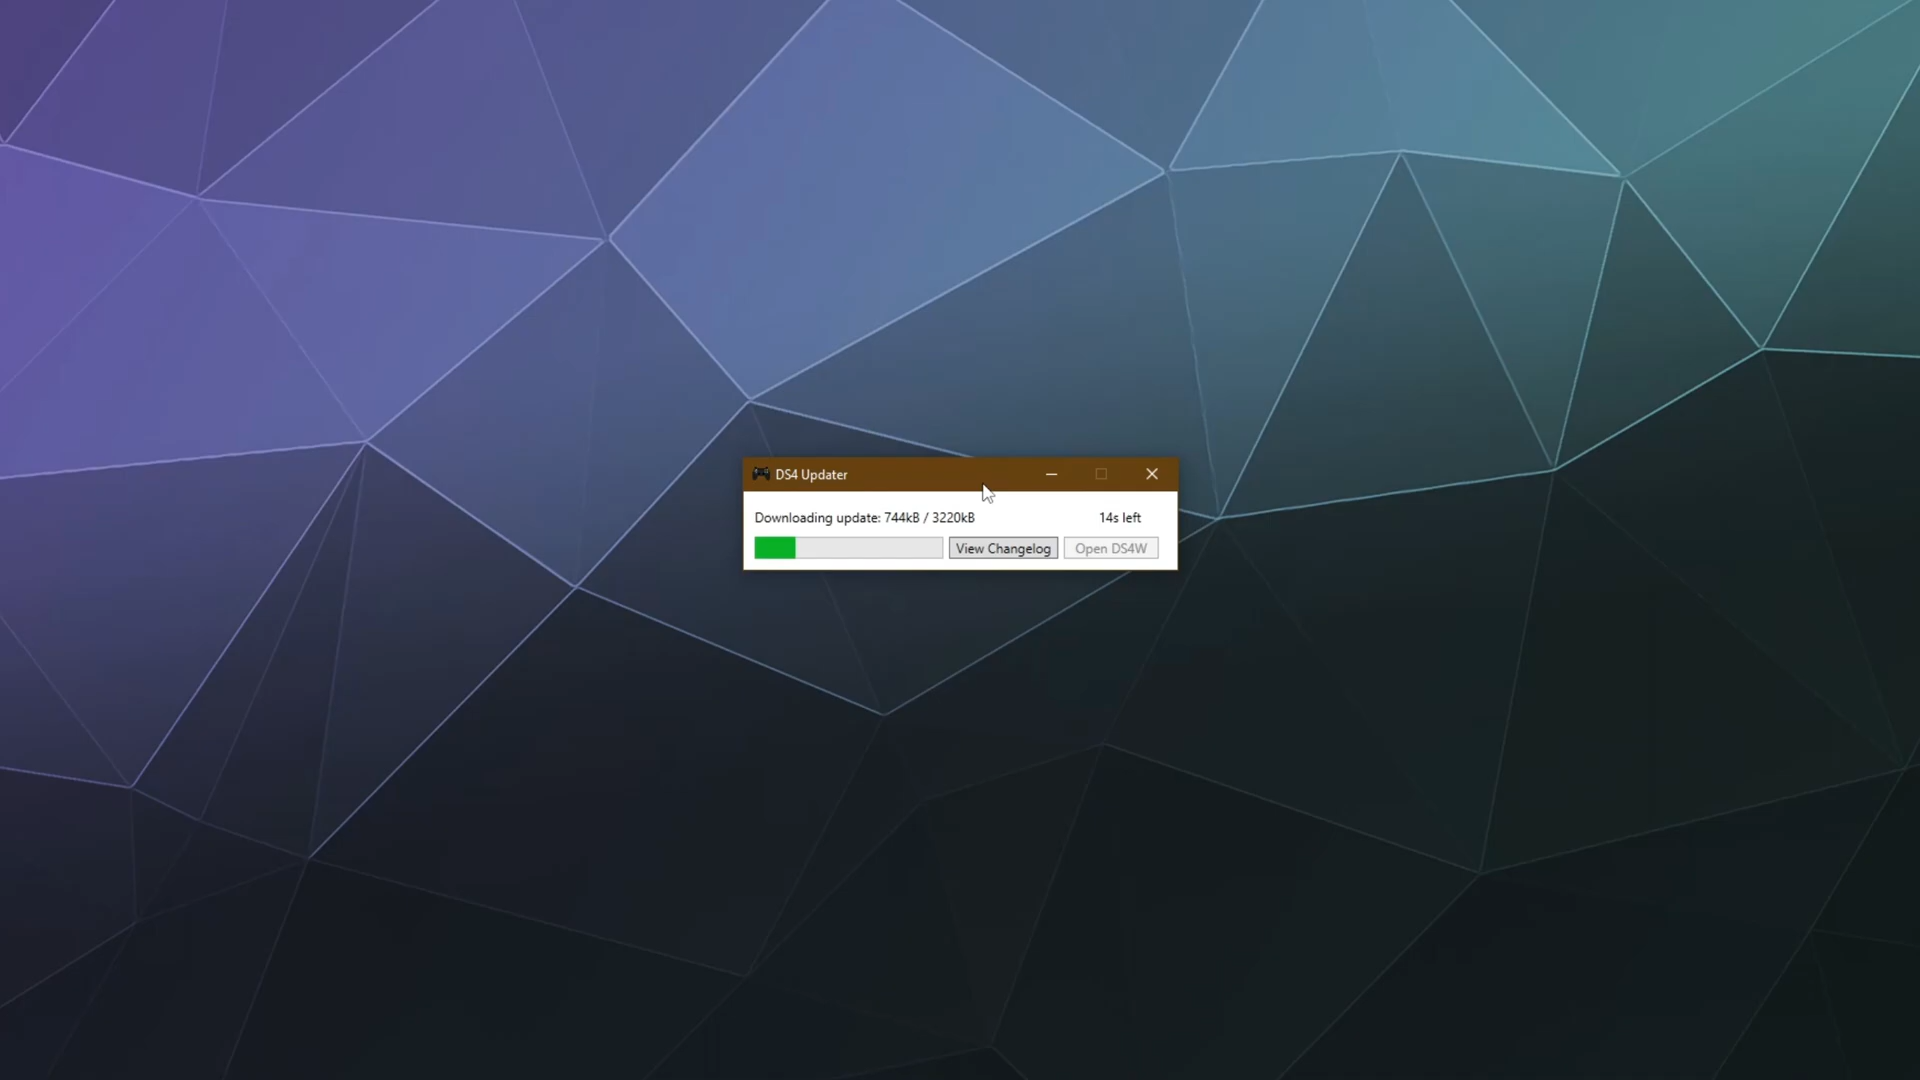 DS4 Updater
Downloading update: 744kB / 3220kB 14s left
View Changelog Open DS4W